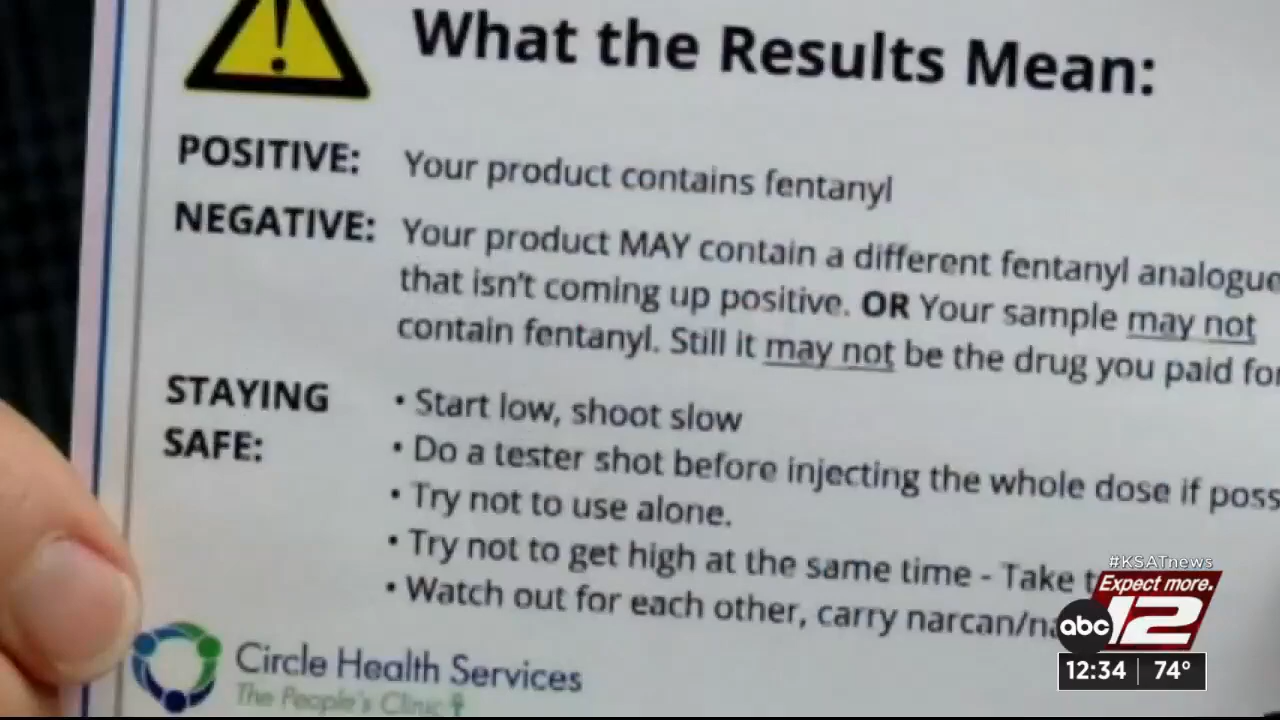 What the Results Mean:
POSITIVE: Your product contains fentanyl
NEGATIVE: Your product MAY contain a different fentanyl analogue
that isn't coming up positive. OR Your sample may not
contain fentanyl. Still it may not be the drug you paid for
STAYING SAFE:
• Start low, shoot slow
• Do a tester shot before injecting the whole dose if poss
• Try not to use alone.
• Try not to get high at the same time - Take t
• Watch out for each other, carry narcan/na
Circle Health Services
The People's Clinic
#KSATnews
Expect more.
abc 12
12:34 | 74°